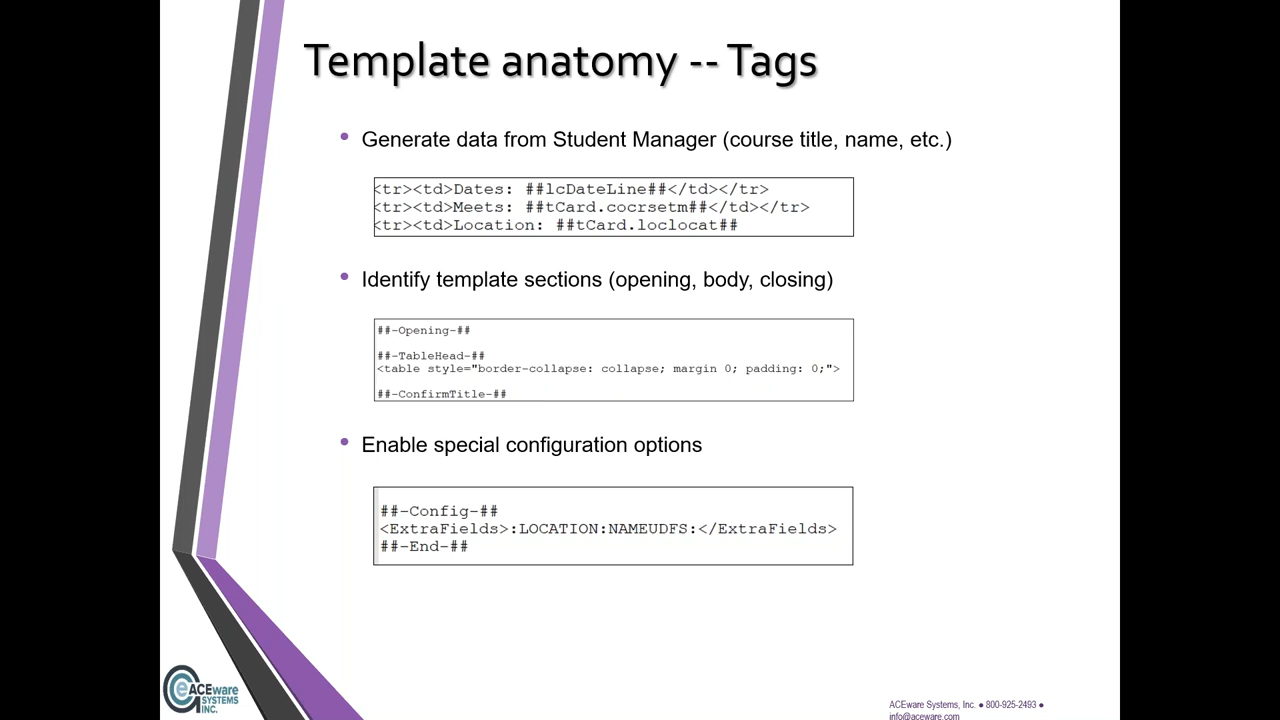 Template anatomy -- Tags
• Generate data from Student Manager (course title, name, etc.)
<tr><td>Dates: ##lcDateLine##</td></tr>
<tr><td>Meets: ##tCard.cocrsetm##</td></tr>
<tr><td>Location: ##tCard.loclocat##
• Identify template sections (opening, body, closing)
##-Opening-##
##-TableHead-##
<table style="border-collapse: collapse; margin 0; padding: 0;">
##-ConfirmTitle-##
• Enable special configuration options
##-Config-##
<ExtraFields>:LOCATION:NAMEUDFS:</ExtraFields>
##-End-##
ACEware
SYSTEMS
INC.
ACEware Systems, Inc. ● 800-925-2493 ●
info@aceware.com